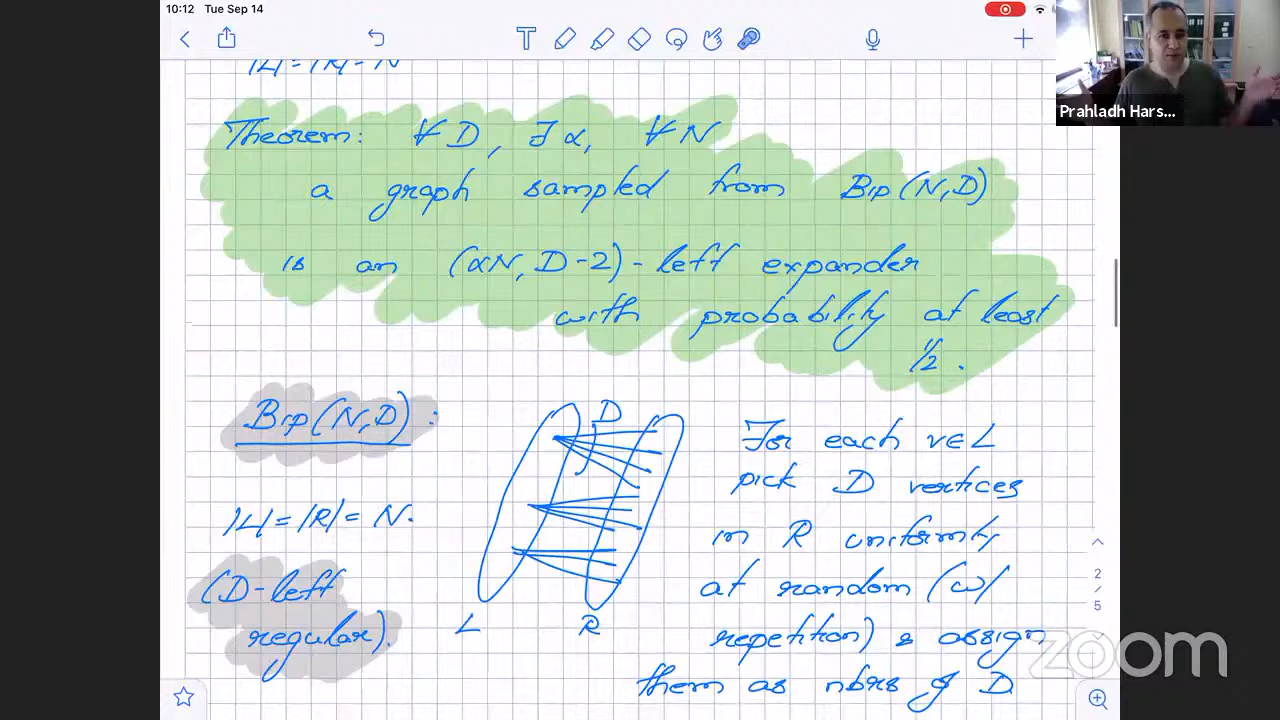 10:12 Tue Sep 14
|L| = |R| = N
Theorem: ∀ D, ∃ α, ∀ N
a graph sampled from Bip(N,D)
is an (αN, D-2)-left expander
with probability at least
1/2.
Bip(N,D):
|L| = |R| = N.
(D-left
regular).
D
L R
For each v∈L
pick D vertices
in R uniformly
at random (w/
repetition) & assign
them as nbrs of D
Prahladh Hars...
2
/
5
zoom